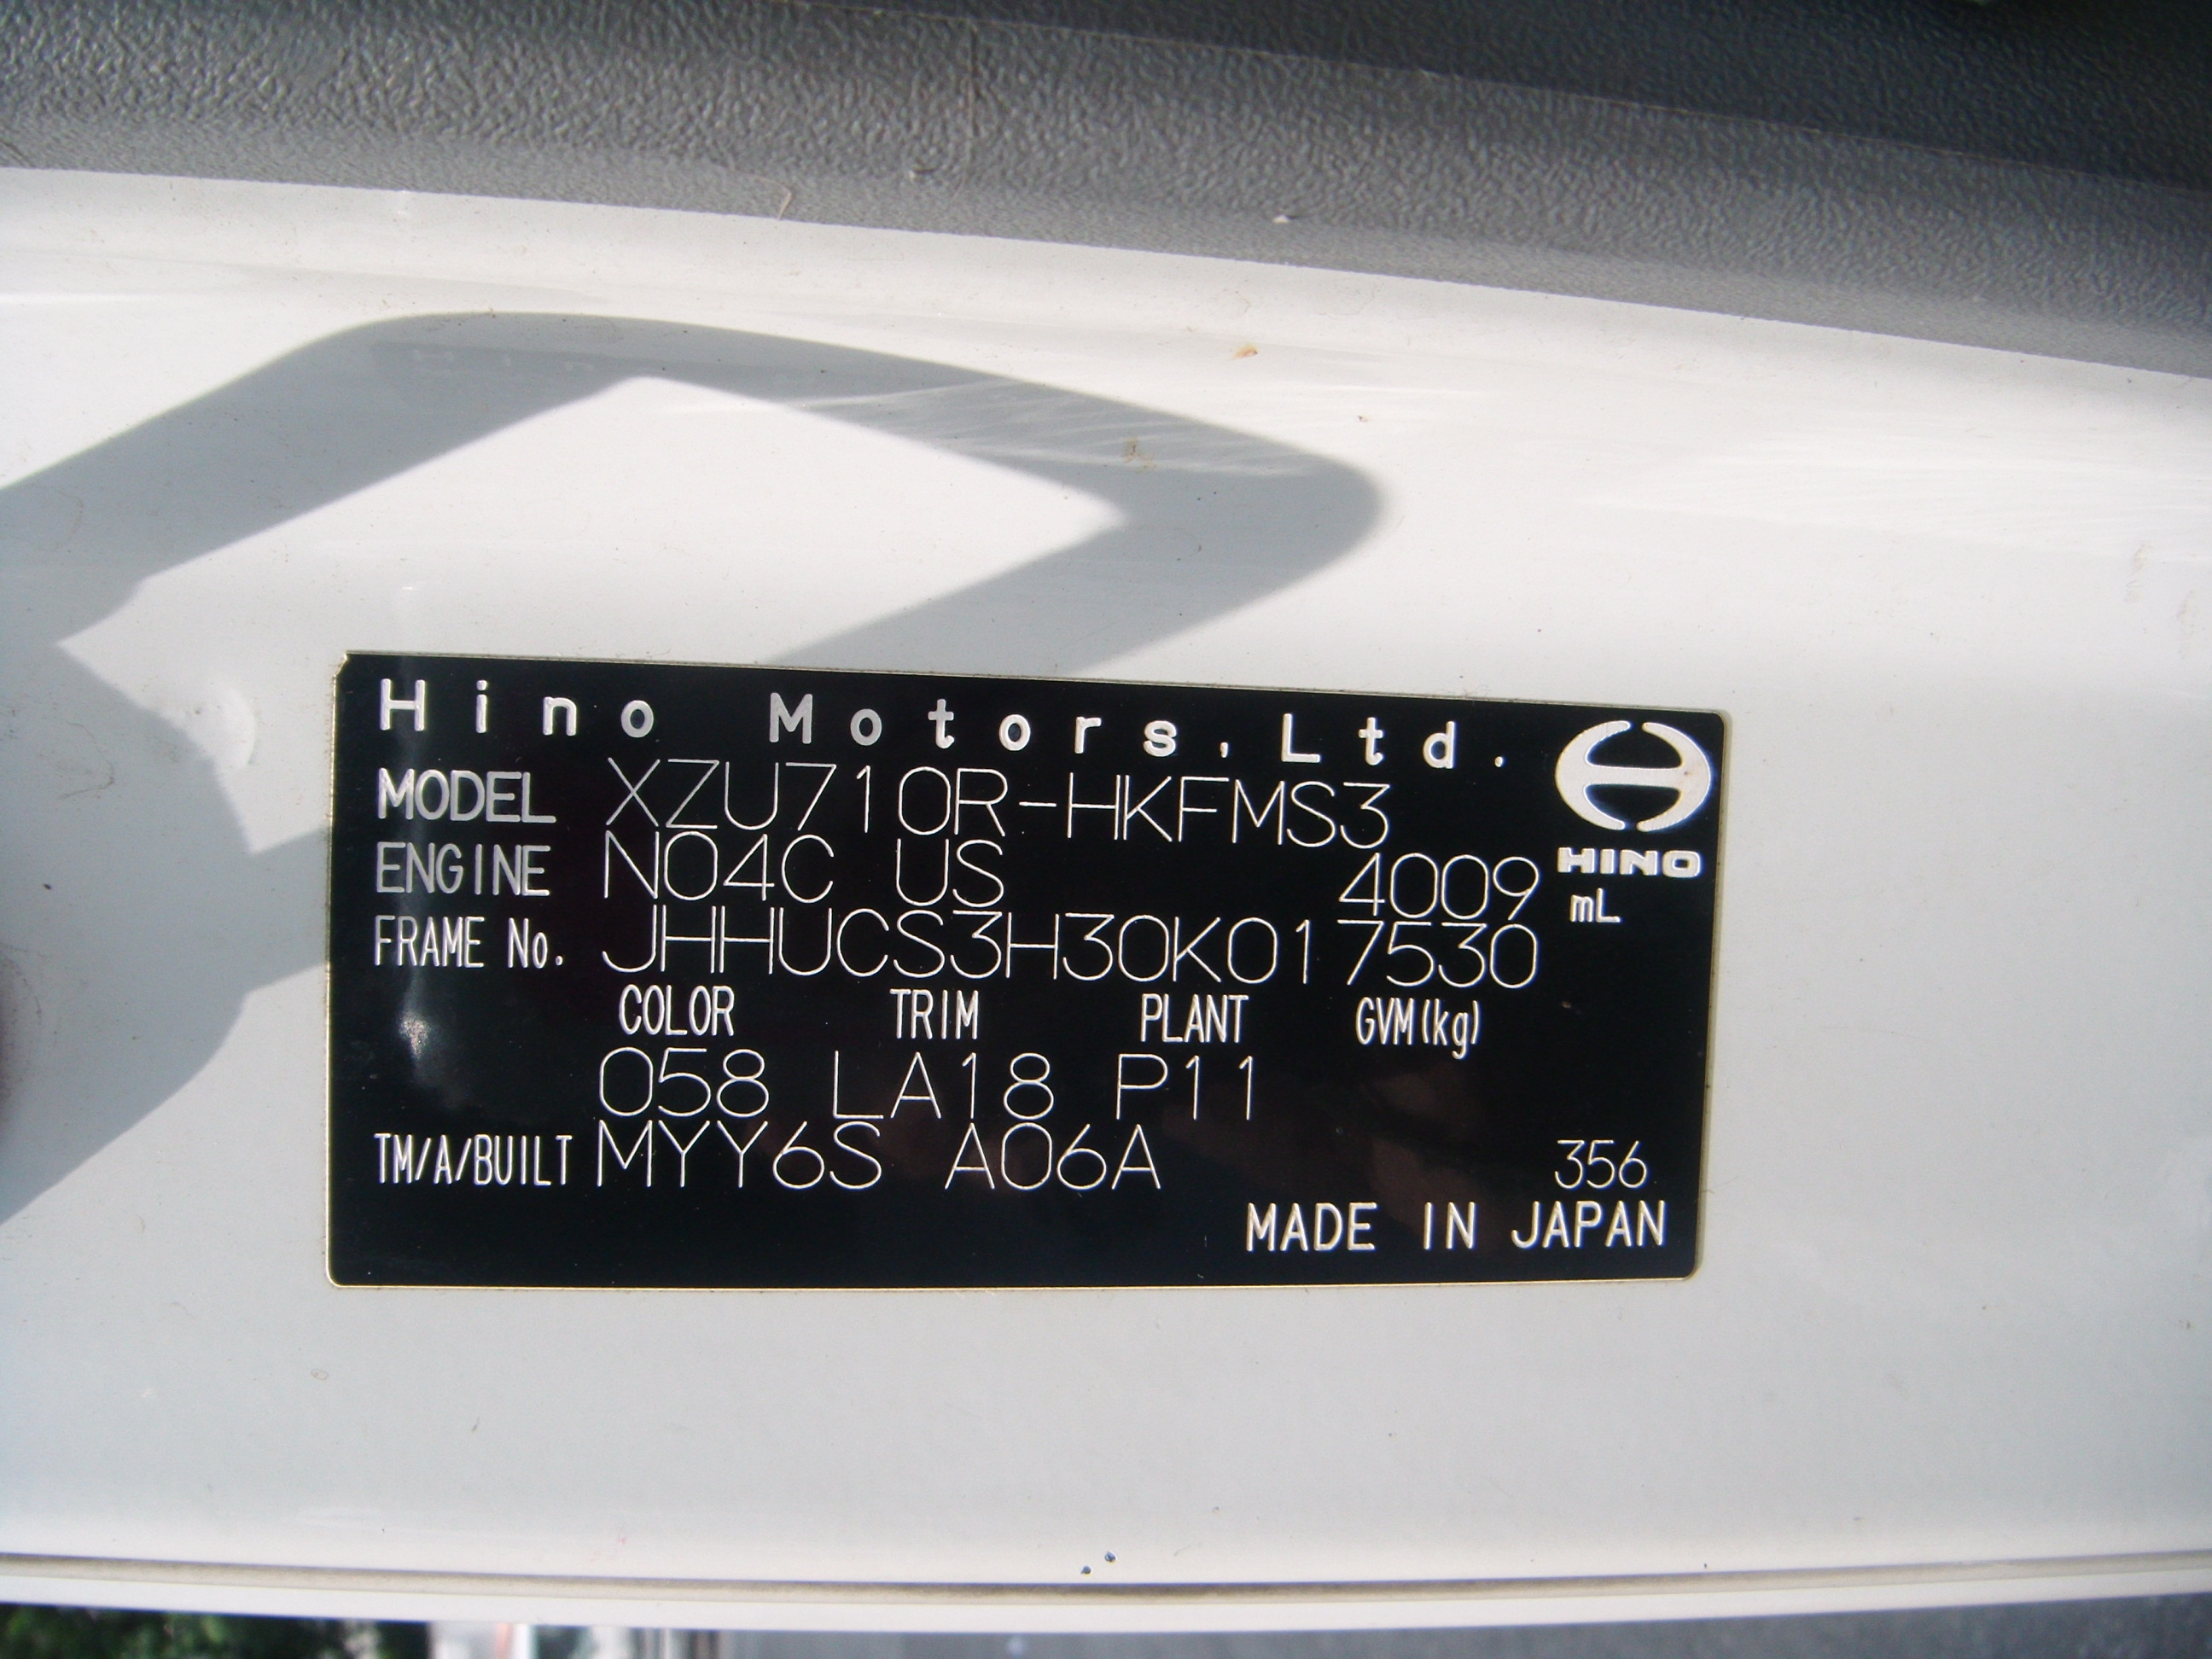 Hino Motors, Ltd.
MODEL XZU710R-HKFMS3
HINO
ENGINE N04C US 4009 mL
FRAME No. JHHUCS3H30K017530
COLOR TRIM PLANT GVM(kg)
058 LA18 P11
TM/A/BUILT MYY6S A06A 356
MADE IN JAPAN